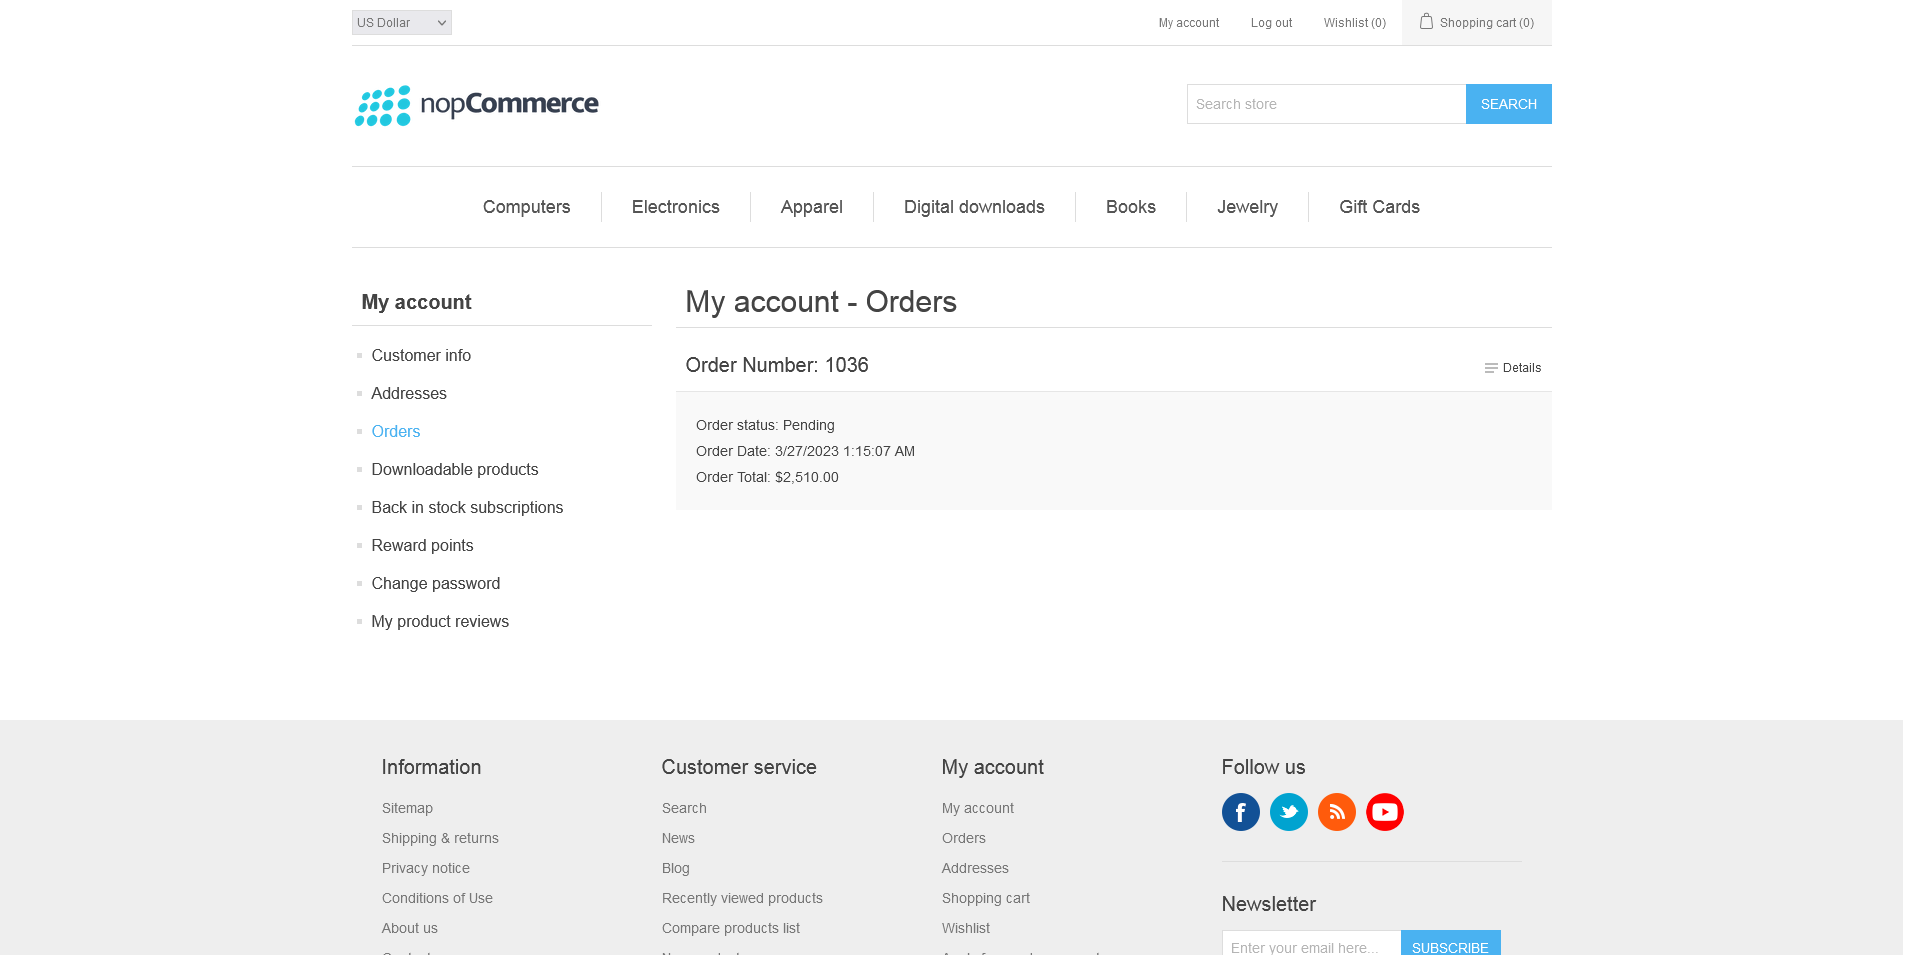 US Dollar
My account
Log out
Wishlist (0)
Shopping cart (0)
nopCommerce
Search store
SEARCH
Computers
Electronics
Apparel
Digital downloads
Books
Jewelry
Gift Cards
My account
Customer info
Addresses
Orders
Downloadable products
Back in stock subscriptions
Reward points
Change password
My product reviews
My account - Orders
Order Number: 1036
Details
Order status: Pending
Order Date: 3/27/2023 1:15:07 AM
Order Total: $2,510.00
Information
Sitemap
Shipping & returns
Privacy notice
Conditions of Use
About us
Customer service
Search
News
Blog
Recently viewed products
Compare products list
My account
My account
Orders
Addresses
Shopping cart
Wishlist
Follow us
Newsletter
Enter your email here...
SUBSCRIBE